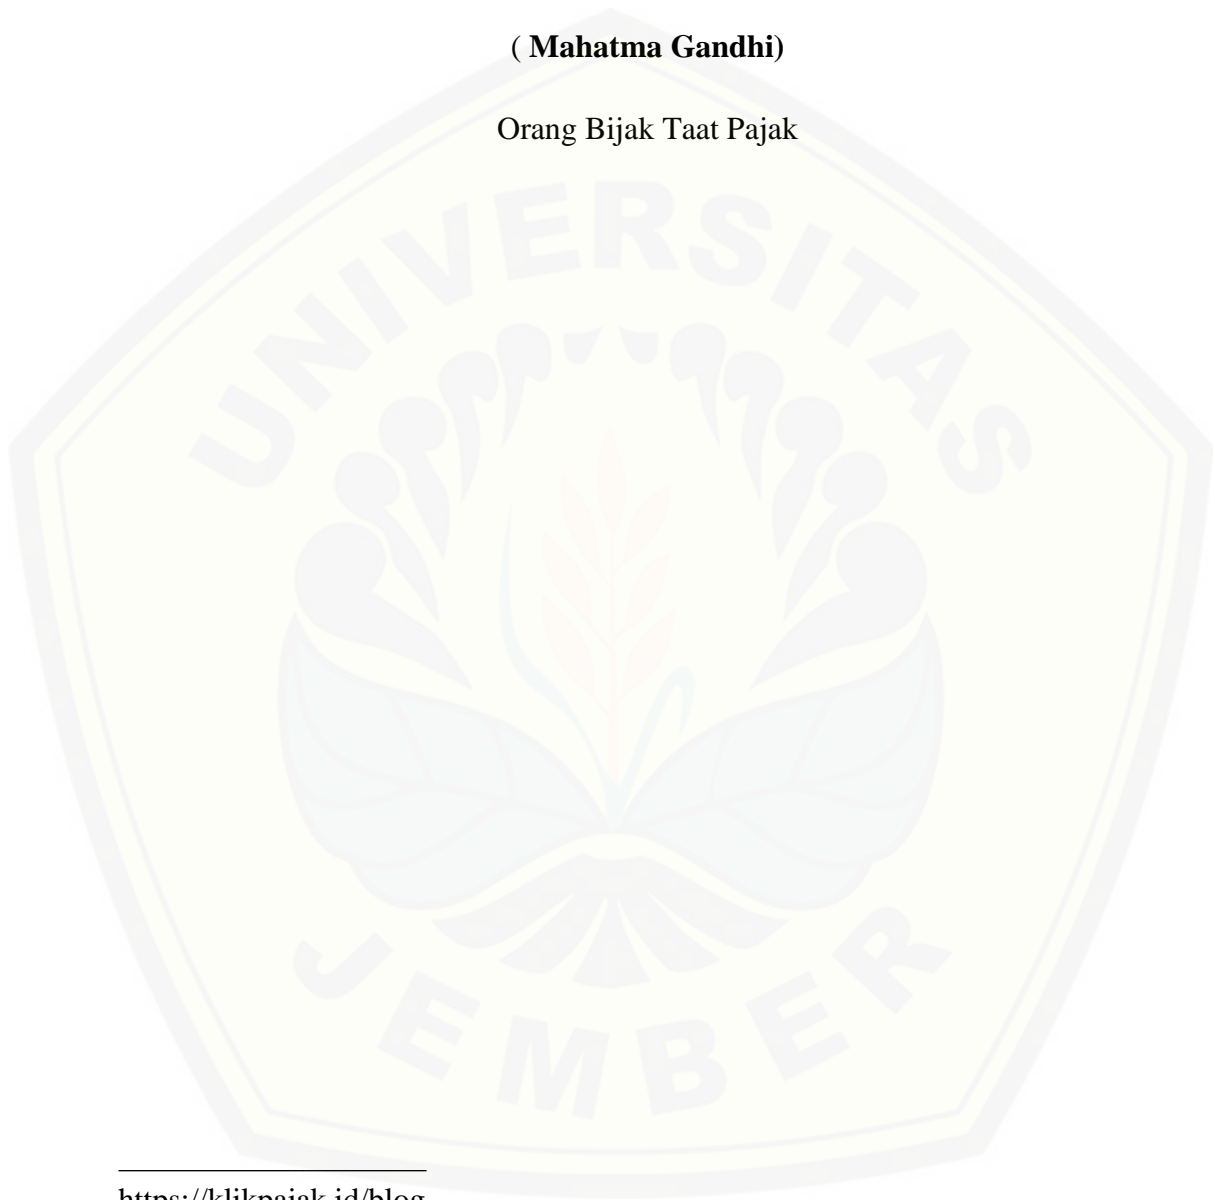 ( Mahatma Gandhi)
Orang Bijak Taat Pajak
UNIVERSITAS
JEMBER
https://klikpajak.id/blog